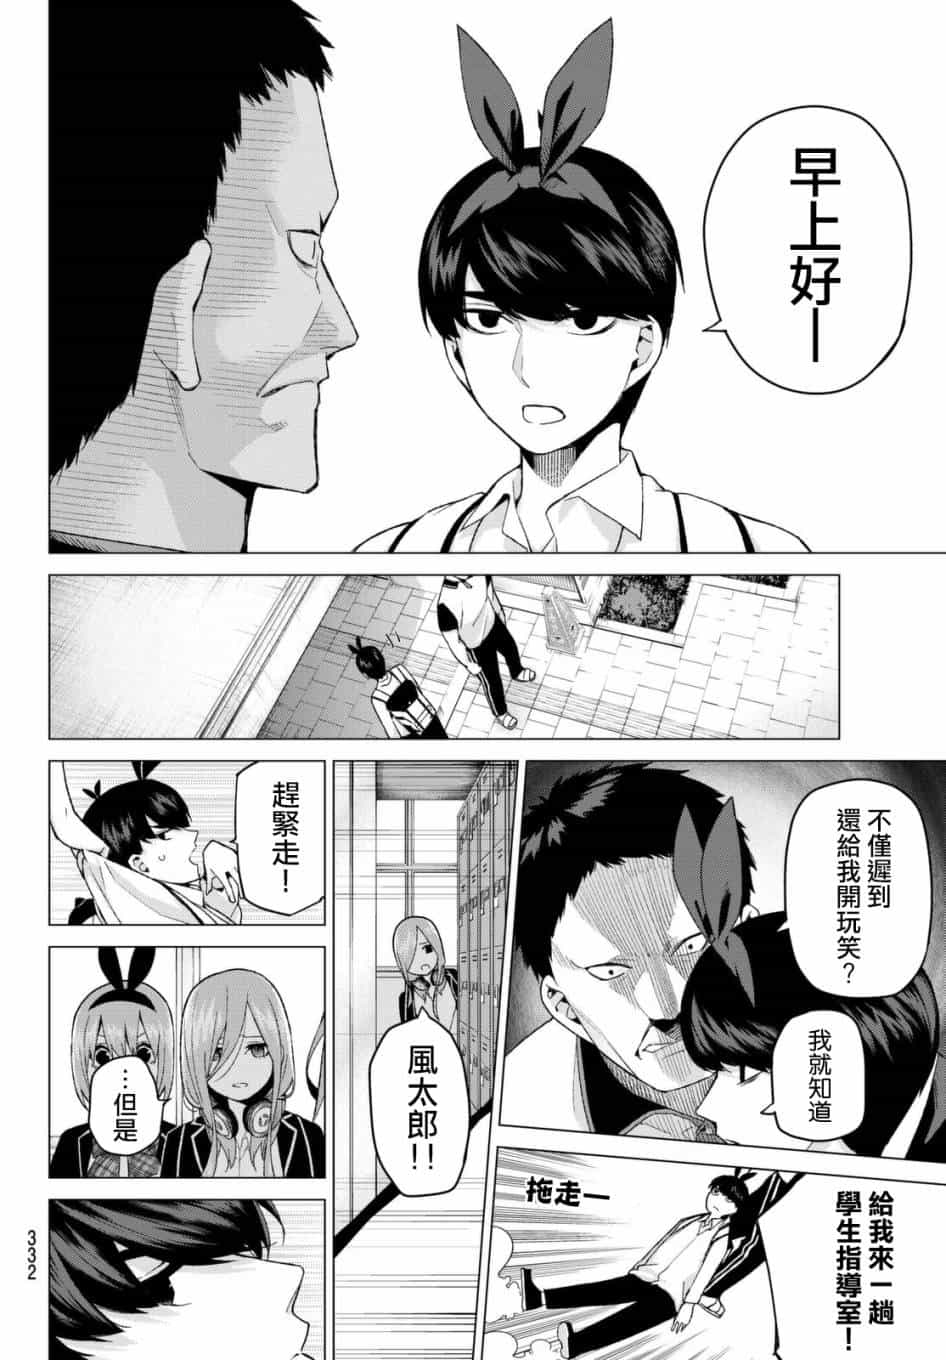 早上好ー
不僅遲到
還給我開玩笑？
我就知道
給我來一趟
學生指導室！
拖走ー
風太郎!!
趕緊走！
…但是
332